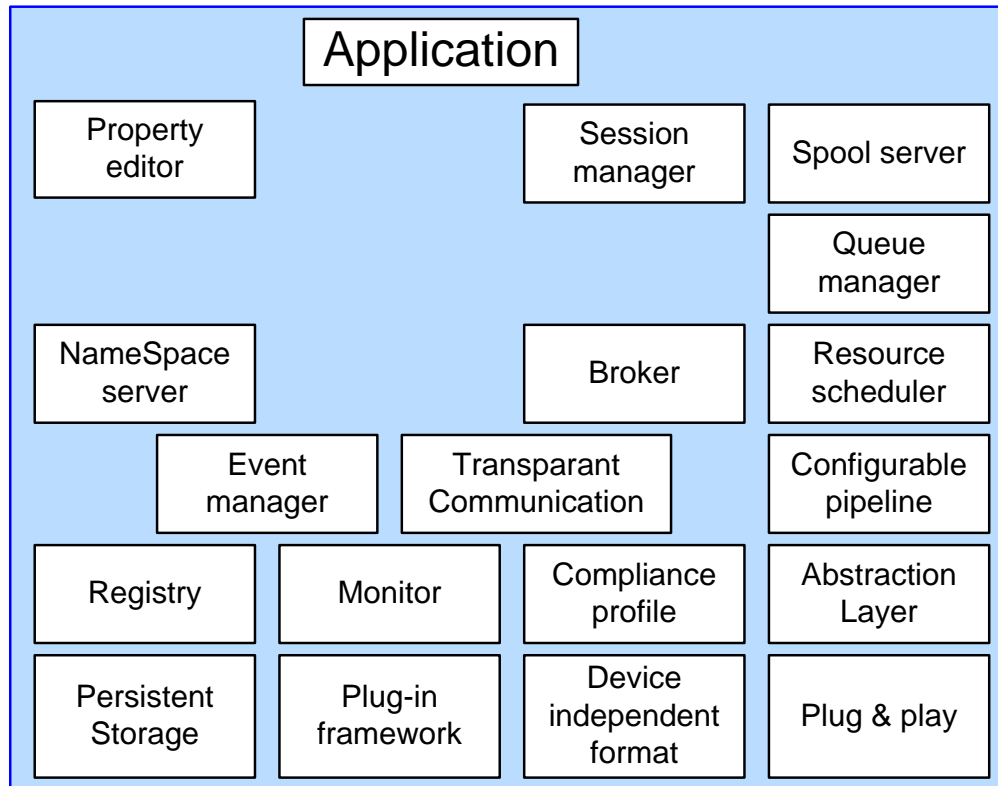 Application
Property
editor
Session
manager
Spool server
Queue
manager
NameSpace
server
Broker
Resource
scheduler
Event
manager
Transparant
Communication
Configurable
pipeline
Registry
Monitor
Compliance
profile
Abstraction
Layer
Persistent
Storage
Plug-in
framework
Device
independent
format
Plug & play